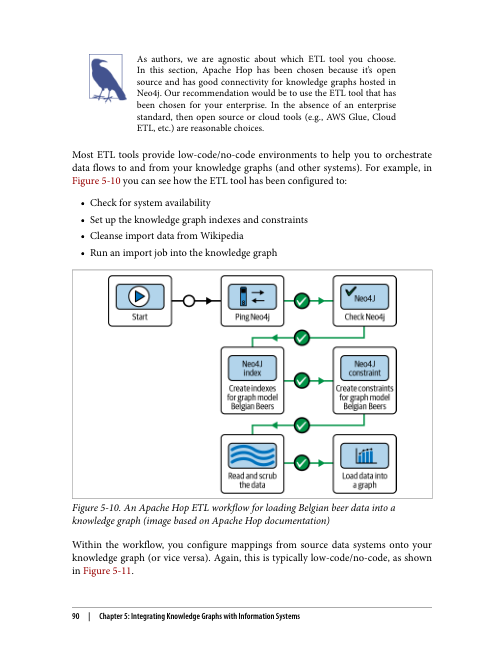 As authors, we are agnostic about which ETL tool you choose.
In this section, Apache Hop has been chosen because it's open
source and has good connectivity for knowledge graphs hosted in
Neo4j. Our recommendation would be to use the ETL tool that has
been chosen for your enterprise. In the absence of an enterprise
standard, then open source or cloud tools (e.g., AWS Glue, Cloud
ETL, etc.) are reasonable choices.
Most ETL tools provide low-code/no-code environments to help you to orchestrate
data flows to and from your knowledge graphs (and other systems). For example, in
Figure 5-10 you can see how the ETL tool has been configured to:
• Check for system availability
• Set up the knowledge graph indexes and constraints
• Cleanse import data from Wikipedia
• Run an import job into the knowledge graph
Start
Ping Neo4j
Neo4J
Check Neo4j
Neo4J
index
Create indexes
for graph model
Belgian Beers
Neo4J
constraint
Create constraints
for graph model
Belgian Beers
Read and scrub
the data
Load data into
a graph
Figure 5-10. An Apache Hop ETL workflow for loading Belgian beer data into a
knowledge graph (image based on Apache Hop documentation)
Within the workflow, you configure mappings from source data systems onto your
knowledge graph (or vice versa). Again, this is typically low-code/no-code, as shown
in Figure 5-11.
90 | Chapter 5: Integrating Knowledge Graphs with Information Systems